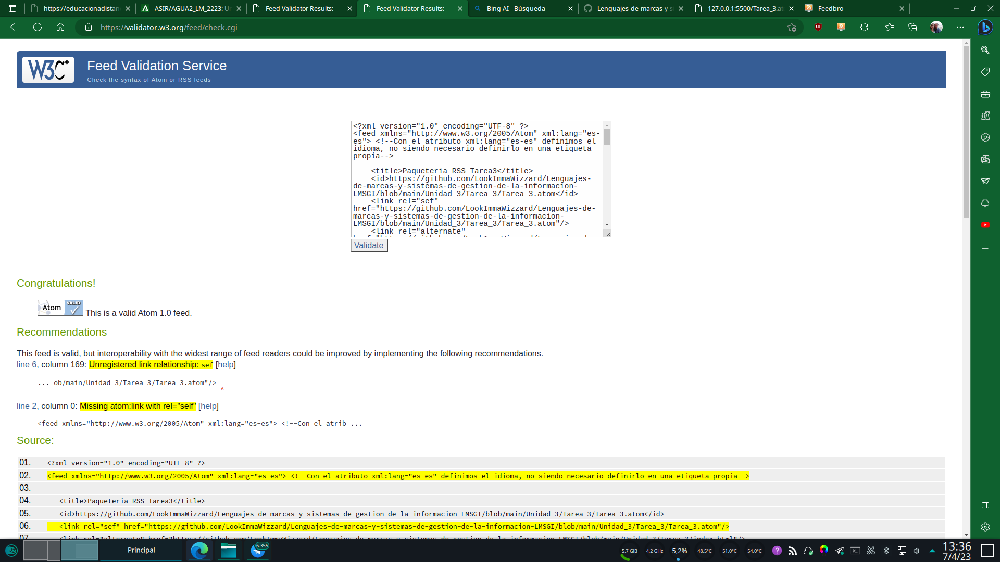 https://educacionadistan
ASIR/AGUA2_LM_2223: Un
Feed Validator Results:
Feed Validator Results:
Bing AI - Búsqueda
Lenguajes-de-marcas-y-si
127.0.0.1:5500/Tarea_3.at
Feedbro
https://validator.w3.org/feed/check.cgi
W3C®
Feed Validation Service
Check the syntax of Atom or RSS feeds
<?xml version="1.0" encoding="UTF-8" ?>
<feed xmlns="http://www.w3.org/2005/Atom" xml:lang="es-
es"> <!--Con el atributo xml:lang="es-es" definimos el
idioma, no siendo necesario definirlo en una etiqueta
propia-->
<title>Paqueteria RSS Tarea3</title>
<id>https://github.com/LookImmaWizzard/Lenguajes-
de-marcas-y-sistemas-de-gestion-de-la-informacion-
LMSGI/blob/main/Unidad_3/Tarea_3/Tarea_3.atom</id>
<link rel="sef"
href="https://github.com/LookImmaWizzard/Lenguajes-de-
marcas-y-sistemas-de-gestion-de-la-informacion-
LMSGI/blob/main/Unidad_3/Tarea_3/Tarea_3.atom"/>
<link rel="alternate"
Validate
Congratulations!
Atom VALID This is a valid Atom 1.0 feed.
Recommendations
This feed is valid, but interoperability with the widest range of feed readers could be improved by implementing the following recommendations.
line 6, column 169: Unregistered link relationship: sef [help]
... ob/main/Unidad_3/Tarea_3/Tarea_3.atom"/>
^
line 2, column 0: Missing atom:link with rel="self" [help]
<feed xmlns="http://www.w3.org/2005/Atom" xml:lang="es-es"> <!--Con el atrib ...
Source:
01. <?xml version="1.0" encoding="UTF-8" ?>
02. <feed xmlns="http://www.w3.org/2005/Atom" xml:lang="es-es"> <!--Con el atributo xml:lang="es-es" definimos el idioma, no siendo necesario definirlo en una etiqueta propia-->
03.
04. <title>Paqueteria RSS Tarea3</title>
05. <id>https://github.com/LookImmaWizzard/Lenguajes-de-marcas-y-sistemas-de-gestion-de-la-informacion-LMSGI/blob/main/Unidad_3/Tarea_3/Tarea_3.atom</id>
06. <link rel="sef" href="https://github.com/LookImmaWizzard/Lenguajes-de-marcas-y-sistemas-de-gestion-de-la-informacion-LMSGI/blob/main/Unidad_3/Tarea_3/Tarea_3.atom"/>
07. <link rel="alternate" href="https://github.com/LookImmaWizzard/Lenguajes-de-marcas-y-sistemas-de-gestion-de-la-informacion-LMSGI/blob/main/Unidad_3/Tarea_3/index.html"/>
Principal
6.355
5,7 GiB
4,2 GHz
5,2%
48,5°C
51,0°C
54,0°C
13:36
7/4/23